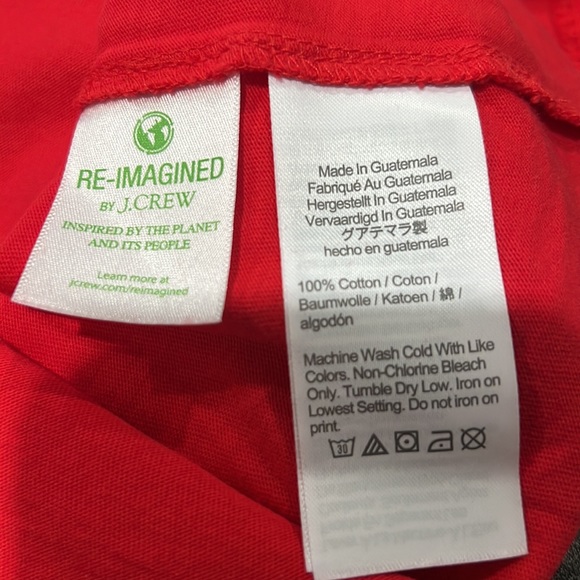 RE-IMAGINED
BY J.CREW
INSPIRED BY THE PLANET
AND ITS PEOPLE
Learn more at
jcrew.com/reimagined
Made In Guatemala
Fabriqué Au Guatemala
Hergestellt In Guatemala
Vervaardigd In Guatemala
グアテマラ製
hecho en guatemala
100% Cotton / Coton /
Baumwolle / Katoen / 綿 /
algodón
Machine Wash Cold With Like
Colors. Non-Chlorine Bleach
Only. Tumble Dry Low. Iron on
Lowest Setting. Do not iron on
print.
30